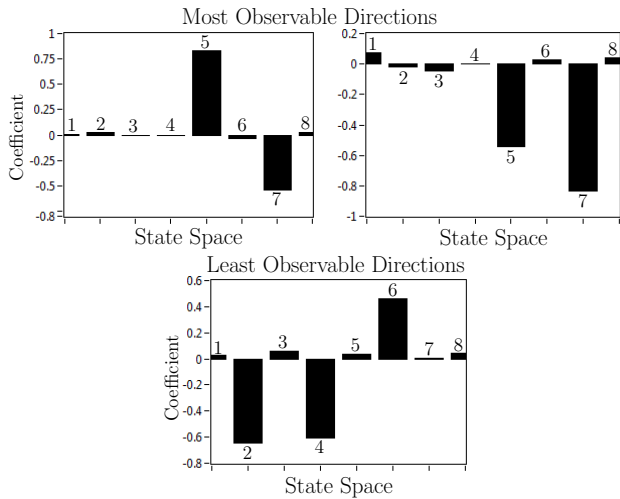 Most Observable Directions
1
0.75
0.5
0.25
0
-0.25
-0.5
-0.8
Coefficient
1 2 3 4 5 6 7 8
State Space
0.2
0
-0.2
-0.4
-0.6
-0.8
-1
1 2 3 4 5 6 7 8
State Space
Least Observable Directions
0.6
0.4
0.2
0
-0.2
-0.4
-0.6
-0.8
Coefficient
1 2 3 4 5 6 7 8
State Space